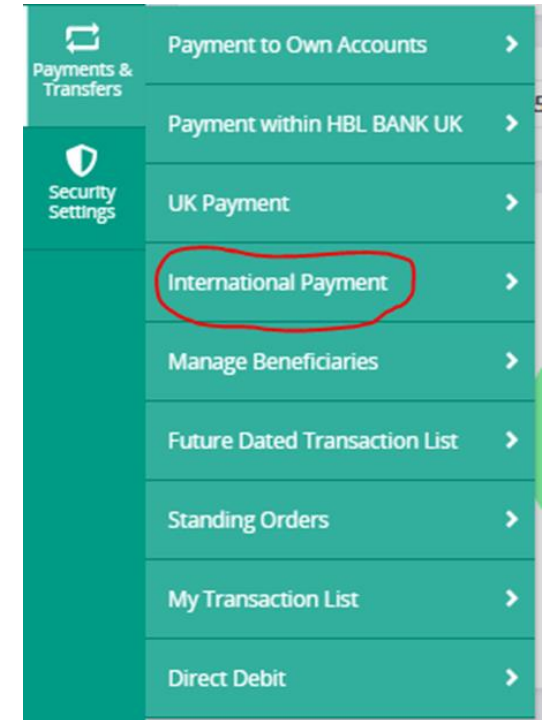 Payments &
Transfers
Security
Settings
Payment to Own Accounts
Payment within HBL BANK UK
UK Payment
International Payment
Manage Beneficiaries
Future Dated Transaction List
Standing Orders
My Transaction List
Direct Debit